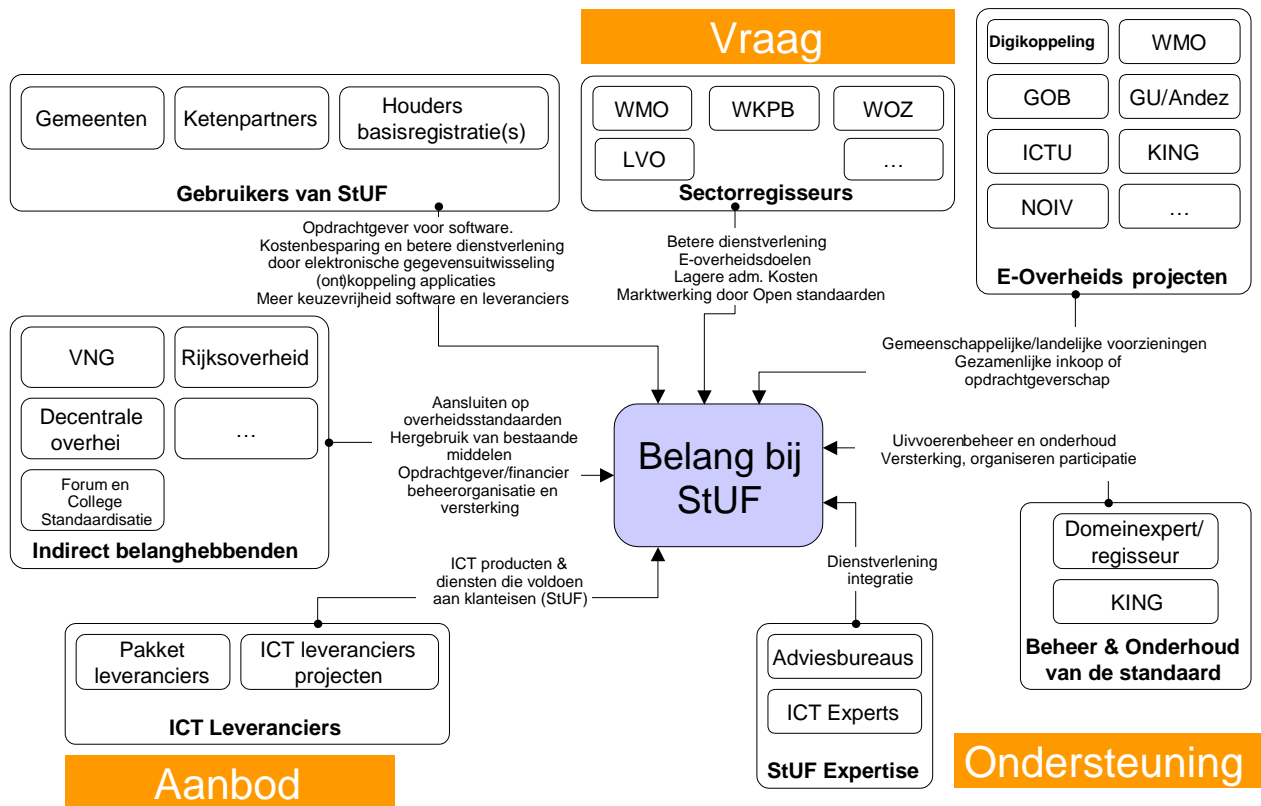 Vraag
Gemeenten
Ketenpartners
Houders
basisregistratie(s)
Gebruikers van StUF
WMO
WKPB
WOZ
LVO
…
Sectorregisseurs
Digikoppeling
WMO
GOB
GU/Andez
ICTU
KING
NOIV
…
E-Overheids projecten
Opdrachtgever voor software.
Kostenbesparing en betere dienstverlening
door elektronische gegevensuitwisseling
(ont)koppeling applicaties
Meer keuzevrijheid software en leveranciers
Betere dienstverlening
E-overheidsdoelen
Lagere adm. Kosten
Marktwerking door Open standaarden
Gemeenschappelijke/landelijke voorzieningen
Gezamenlijke inkoop of
opdrachtgeverschap
VNG
Rijksoverheid
Decentrale
overhei
…
Forum en
College
Standaardisatie
Indirect belanghebbenden
Aansluiten op
overheidsstandaarden
Hergebruik van bestaande
middelen
Opdrachtgever/financier
beheerorganisatie en
versterking
Belang bij
StUF
Uivvoerenbeheer en onderhoud
Versterking, organiseren participatie
Domeinexpert/
regisseur
KING
Beheer & Onderhoud
van de standaard
ICT producten &
diensten die voldoen
aan klanteisen (StUF)
Dienstverlening
integratie
Pakket
leveranciers
ICT leveranciers
projecten
ICT Leveranciers
Adviesbureaus
ICT Experts
StUF Expertise
Aanbod
Ondersteuning